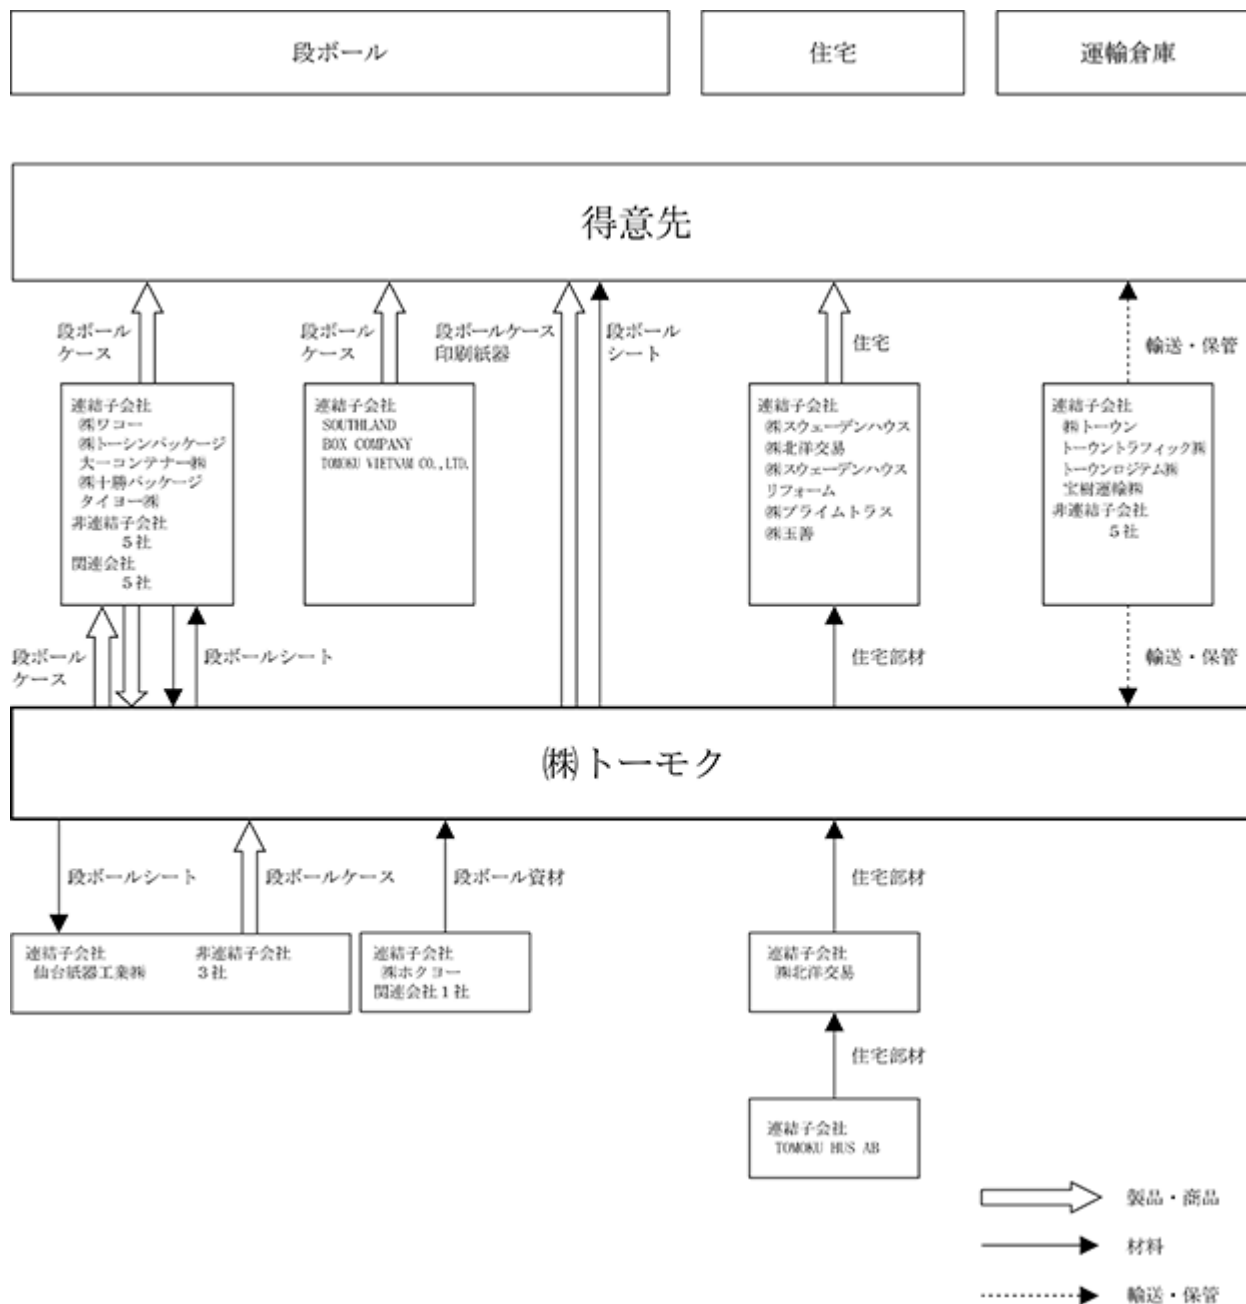 段ボール
住宅
運輸倉庫
得意先
段ボール
ケース
段ボール
ケース
段ボールケース
印刷紙器
段ボール
シート
住宅
輸送・保管
連結子会社
㈱ワコー
㈱トーシンパッケージ
大一コンテナー㈱
㈱十勝パッケージ
タイヨー㈱
非連結子会社
５社
関連会社
５社
連結子会社
SOUTHLAND
BOX COMPANY
TOMOKU VIETNAM CO.,LTD.
連結子会社
㈱スウェーデンハウス
㈱北洋交易
㈱スウェーデンハウス
リフォーム
㈱プライムトラス
㈱玉善
連結子会社
㈱トーウン
トーウントラフィック㈱
トーウンロジテム㈱
宝樹運輸㈱
非連結子会社
５社
段ボール
ケース
段ボールシート
住宅部材
輸送・保管
㈱トーモク
段ボールシート
段ボールケース
段ボール資材
住宅部材
連結子会社
仙台紙器工業㈱
非連結子会社
３社
連結子会社
㈱ホクヨー
関連会社１社
連結子会社
㈱北洋交易
住宅部材
連結子会社
TOMOKU HUS AB
製品・商品
材料
輸送・保管